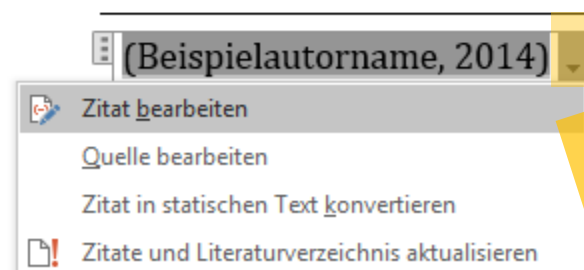 (Beispielautorname, 2014)
Zitat bearbeiten
Quelle bearbeiten
Zitat in statischen Text konvertieren
Zitate und Literaturverzeichnis aktualisieren